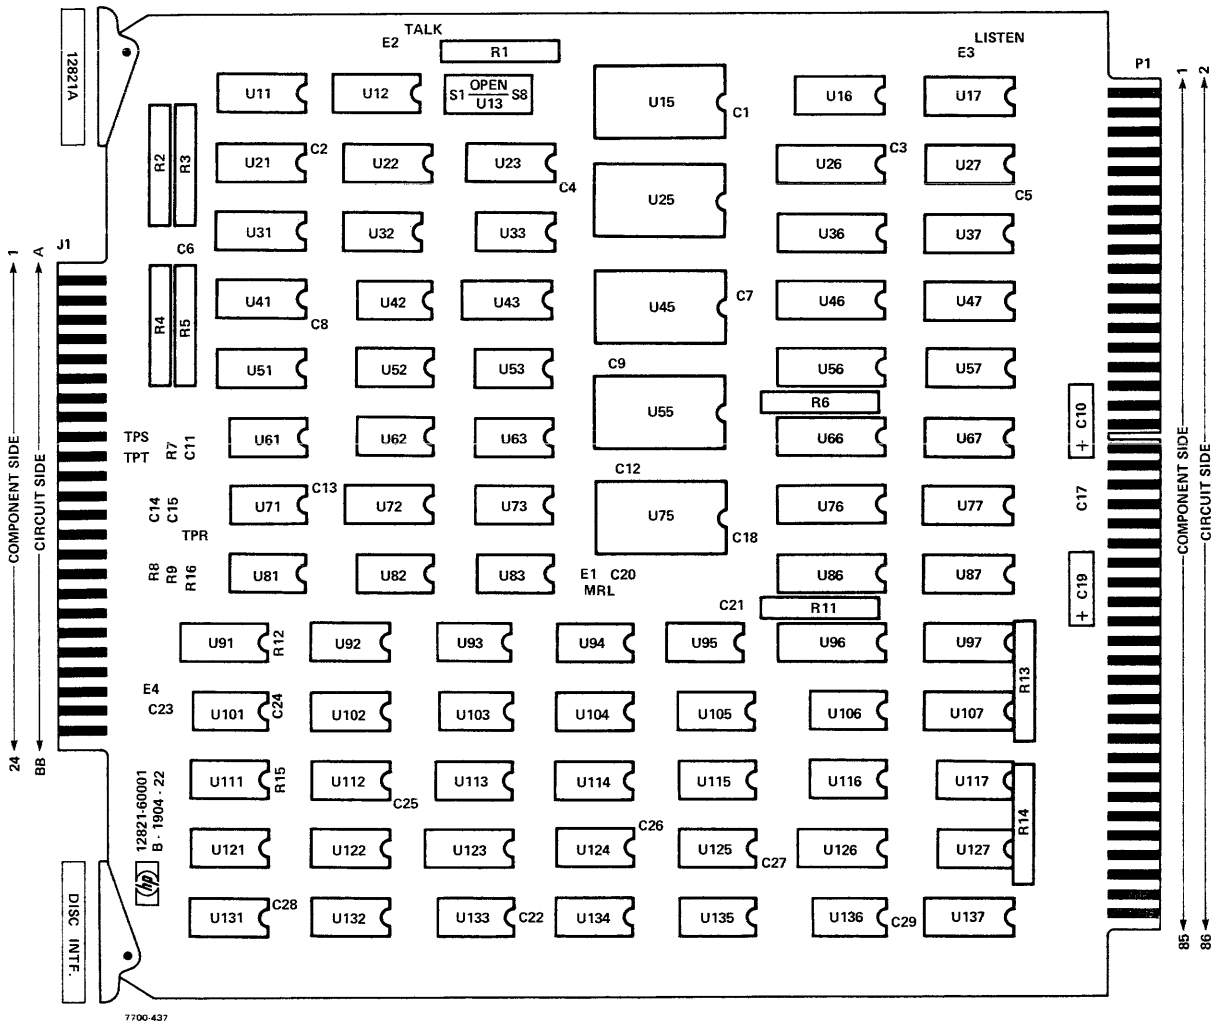 TALK
E2
R1
LISTEN
E3
P1
1
2
12821A
U11
U12
S1 OPEN S8
U13
U15
C1
U16
U17
R2
R3
U21
C2
U22
U23
C4
U25
U26
C3
U27
C5
U31
U32
U33
U36
U37
J1
1
A
C6
R4
R5
U41
C8
U42
U43
U45
C7
U46
U47
U51
U52
U53
C9
U55
U56
U57
R6
C10
+
TPS
TPT
R7
C11
U61
U62
U63
U66
U67
COMPONENT SIDE
CIRCUIT SIDE
C14
C15
U71
C13
U72
U73
C12
U75
C18
U76
U77
C17
COMPONENT SIDE
CIRCUIT SIDE
TPR
R8
R9
R16
U81
U82
U83
E1 C20
MRL
U86
U87
C19
+
C21
R11
U91
R12
U92
U93
U94
U95
U96
U97
R13
E4
C23
U101
C24
U102
U103
U104
U105
U106
U107
24
BB
12821-60001
B - 1904 - 22
U111
R15
U112
C25
U113
U114
U115
U116
U117
R14
U121
U122
U123
U124
C26
U125
C27
U126
U127
hp
DISC INTF.
U131
C28
U132
U133
C22
U134
U135
U136
C29
U137
85
86
7700-437